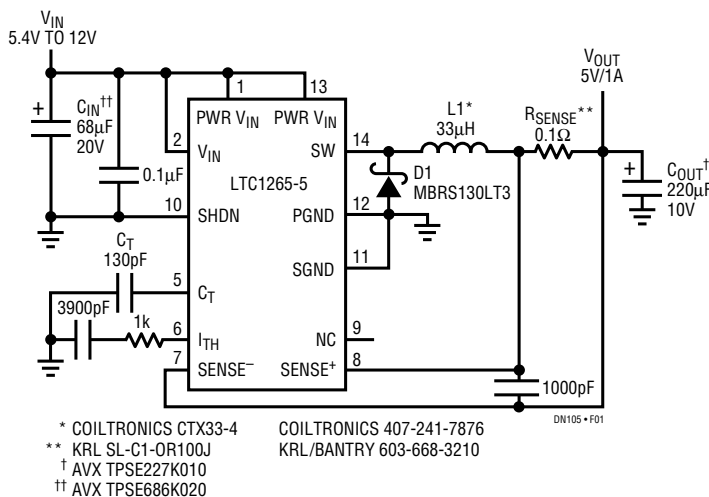 VIN
5.4V TO 12V
VOUT
5V/1A
1
13
L1*
33µH
RSENSE**
0.1Ω
+
CIN††
68µF
20V
PWR VIN
PWR VIN
2
VIN
14
SW
+
COUT†
220µF
10V
0.1µF
LTC1265-5
D1
MBRS130LT3
10
SHDN
12
PGND
CT
130pF
11
SGND
5
CT
3900pF
1k
6
ITH
9
NC
7
SENSE–
8
SENSE+
1000pF
DN105 • F01
* COILTRONICS CTX33-4
COILTRONICS 407-241-7876
** KRL SL-C1-OR100J
KRL/BANTRY 603-668-3210
† AVX TPSE227K010
†† AVX TPSE686K020